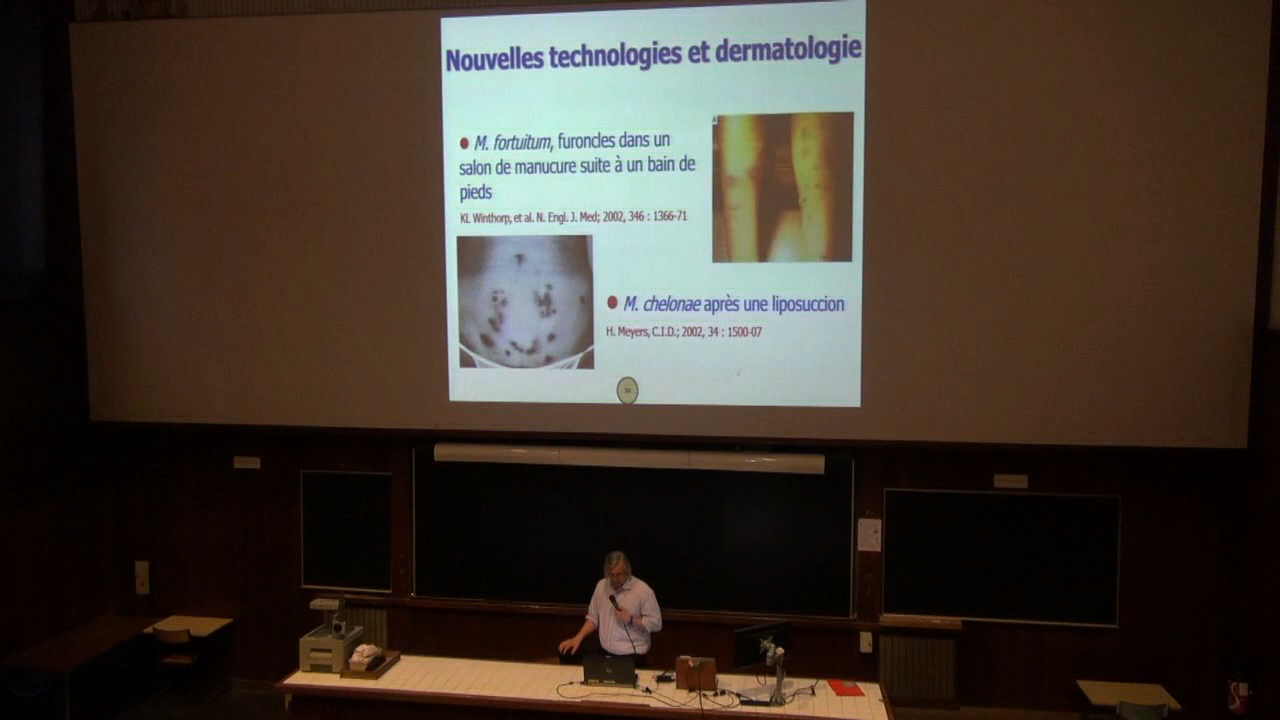 Nouvelles technologies et dermatologie
M. fortuitum, furoncles dans un
salon de manucure suite à un bain de
pieds
KL Winthorp, et al. N. Engl. J. Med; 2002, 346 : 1366-71
A
M. chelonae après une liposuccion
H. Meyers, C.I.D.; 2002, 34 : 1500-07